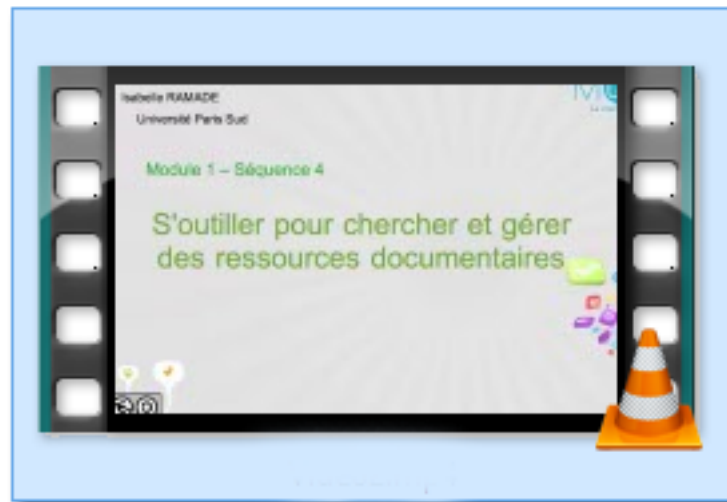 Isabelle RAMADE
Université Paris Sud
Module 1 – Séquence 4
S'outiller pour chercher et gérer
des ressources documentaires